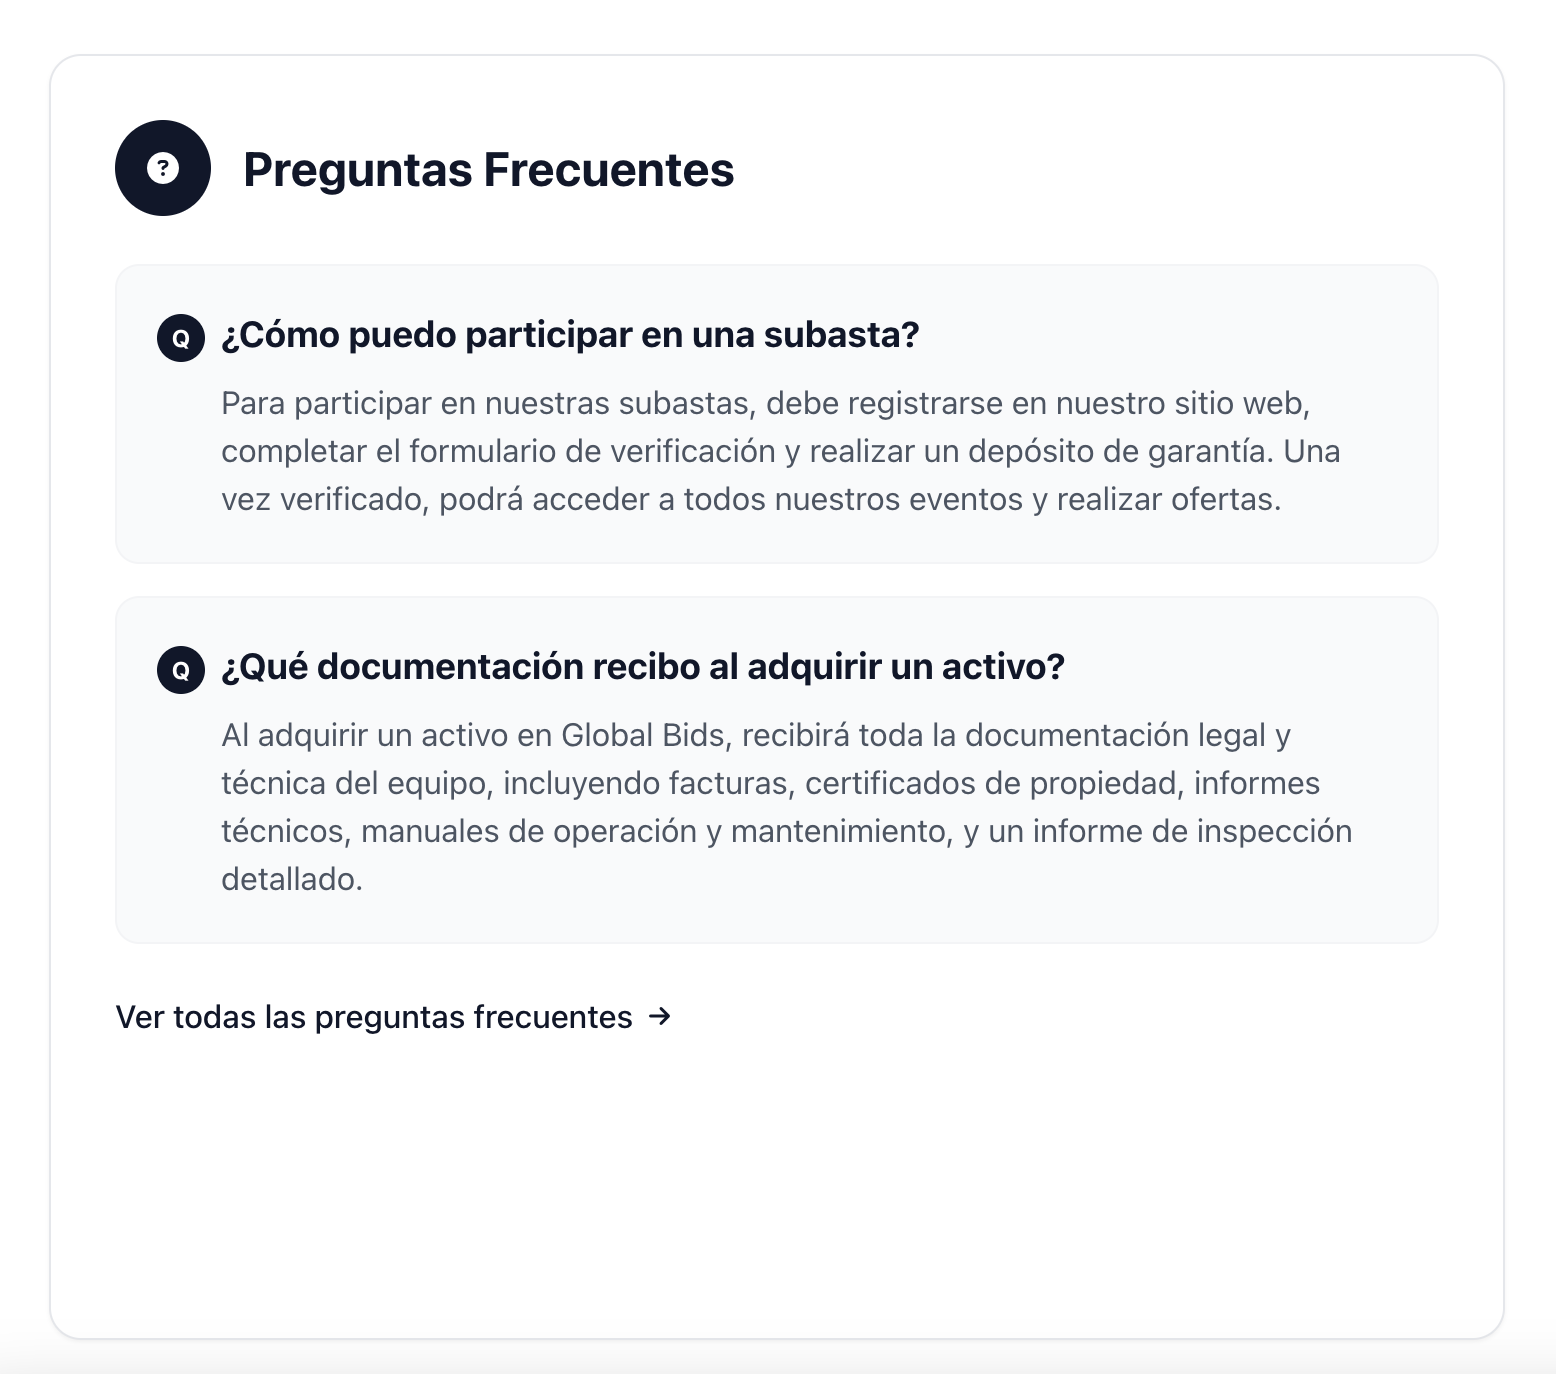 ?
Preguntas Frecuentes
Q
¿Cómo puedo participar en una subasta?
Para participar en nuestras subastas, debe registrarse en nuestro sitio web,
completar el formulario de verificación y realizar un depósito de garantía. Una
vez verificado, podrá acceder a todos nuestros eventos y realizar ofertas.
Q
¿Qué documentación recibo al adquirir un activo?
Al adquirir un activo en Global Bids, recibirá toda la documentación legal y
técnica del equipo, incluyendo facturas, certificados de propiedad, informes
técnicos, manuales de operación y mantenimiento, y un informe de inspección
detallado.
Ver todas las preguntas frecuentes →